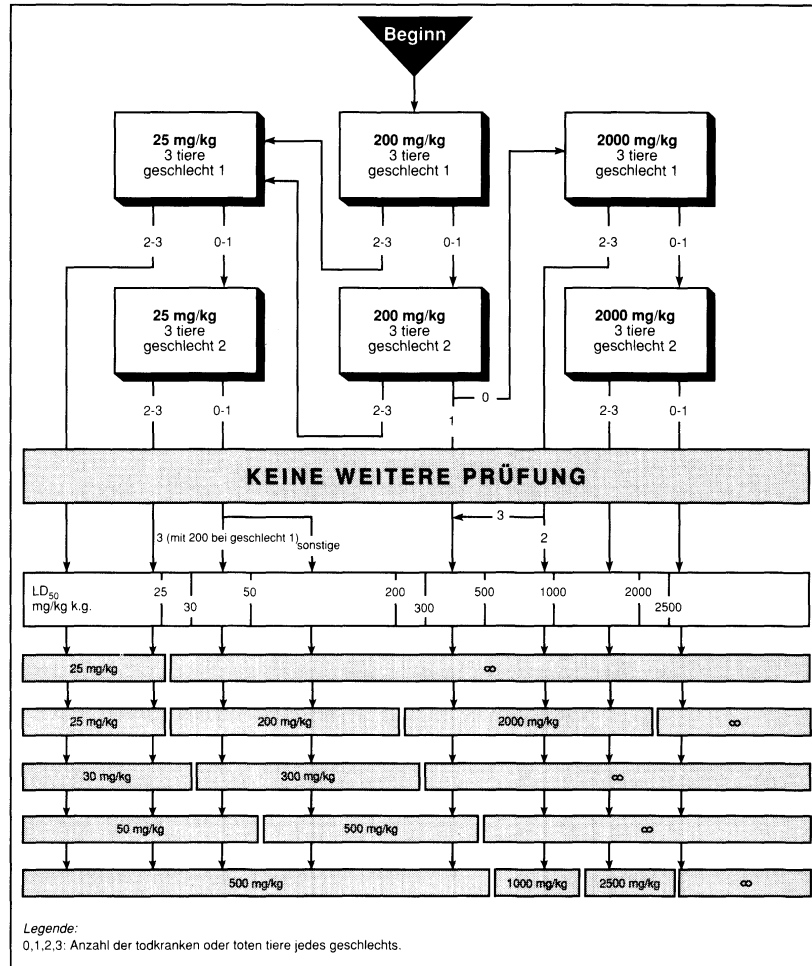 Beginn
25 mg/kg
3 tiere
geschlecht 1
200 mg/kg
3 tiere
geschlecht 1
2000 mg/kg
3 tiere
geschlecht 1
2-3
0-1
2-3
0-1
2-3
0-1
25 mg/kg
3 tiere
geschlecht 2
200 mg/kg
3 tiere
geschlecht 2
2000 mg/kg
3 tiere
geschlecht 2
2-3
0-1
2-3
1
0
2-3
0-1
KEINE WEITERE PRÜFUNG
3 (mit 200 bei geschlecht 1)
sonstige
3
2
LD50
mg/kg k.g.
25
30
50
200
300
500
1000
2000
2500
25 mg/kg
∞
25 mg/kg
200 mg/kg
2000 mg/kg
∞
30 mg/kg
300 mg/kg
∞
50 mg/kg
500 mg/kg
∞
500 mg/kg
1000 mg/kg
2500 mg/kg
∞
Legende:
0,1,2,3: Anzahl der todkranken oder toten tiere jedes geschlechts.